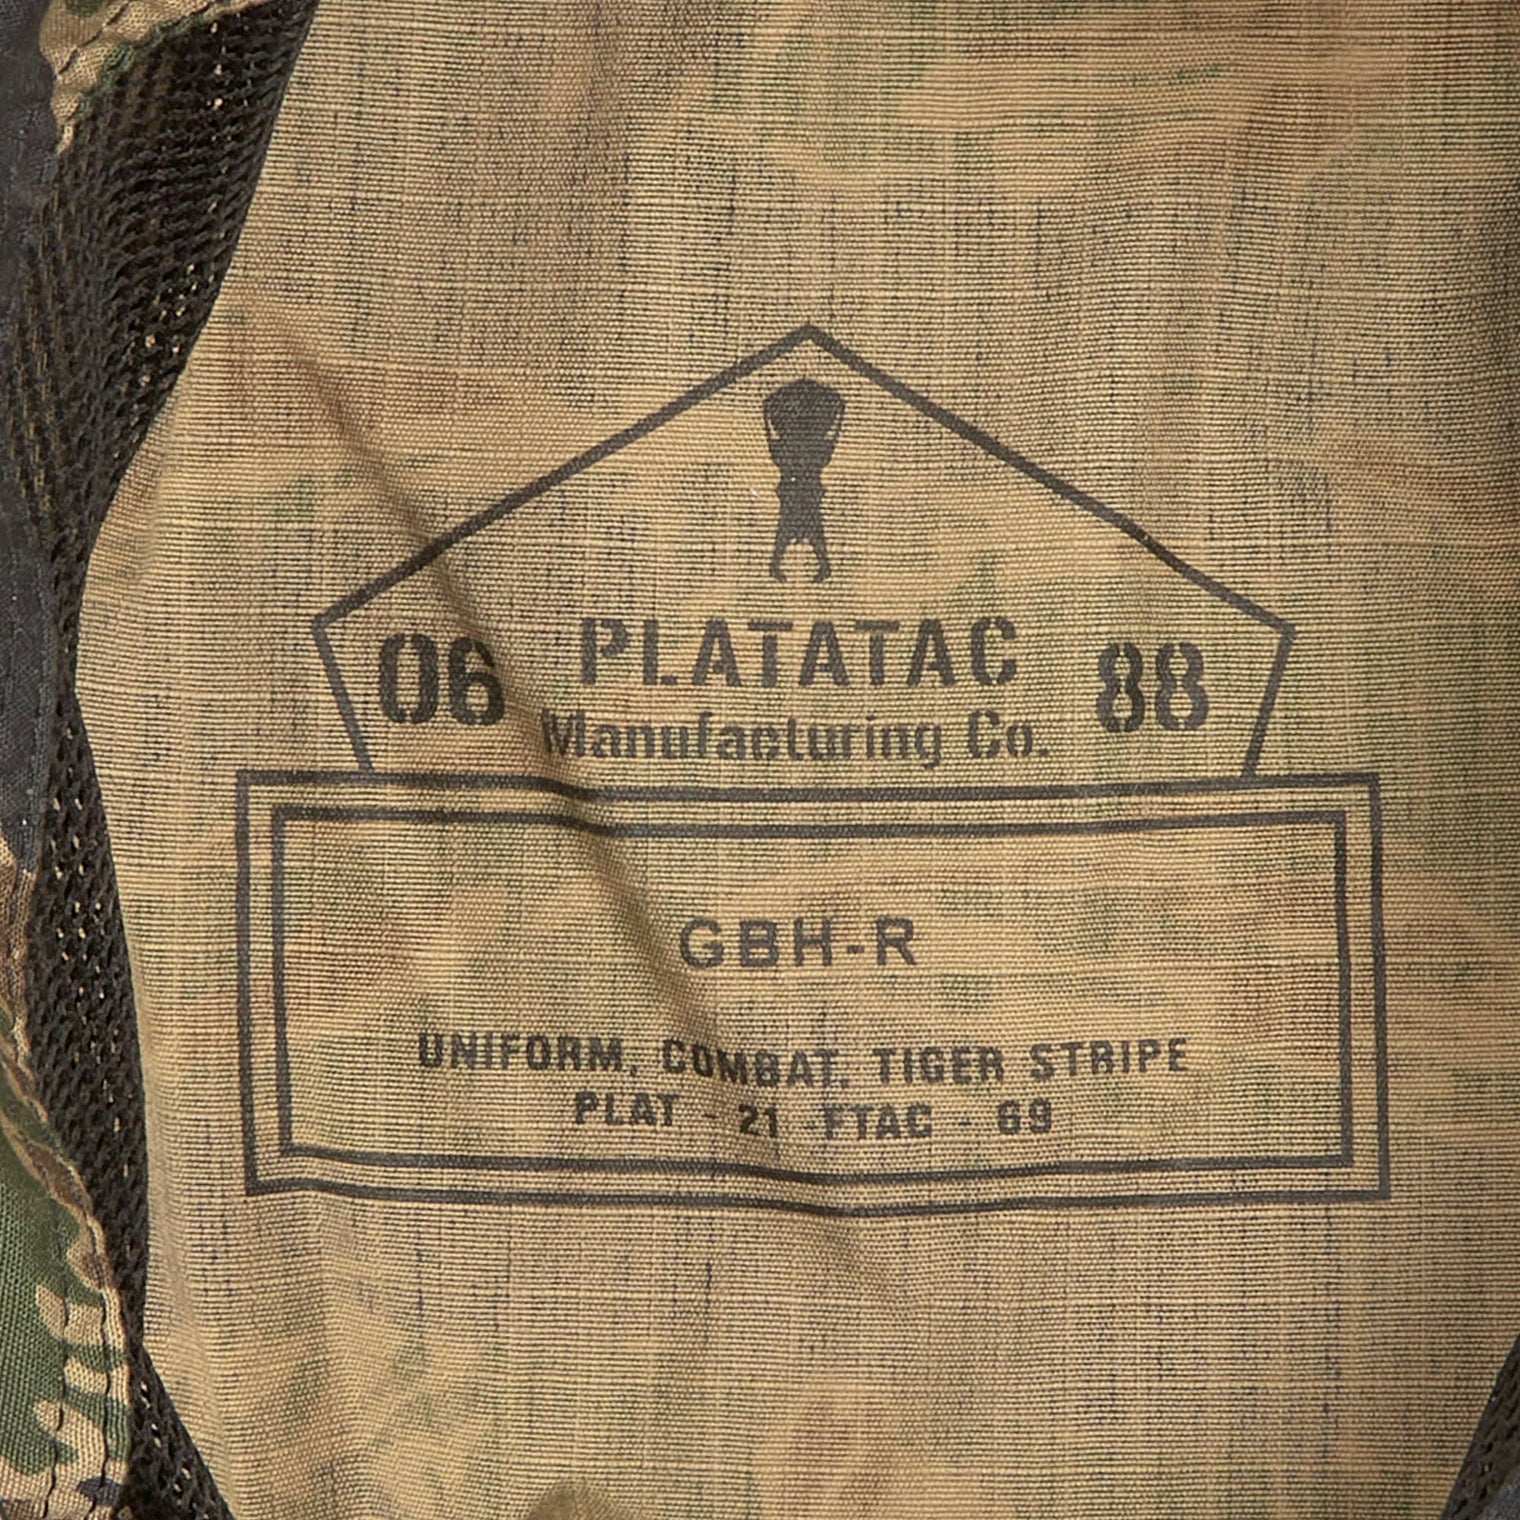 06 PLATATAC 88
Manufacturing Co.
GBH-R
UNIFORM, COMBAT, TIGER STRIPE
PLAT - 21 -FTAC - 69